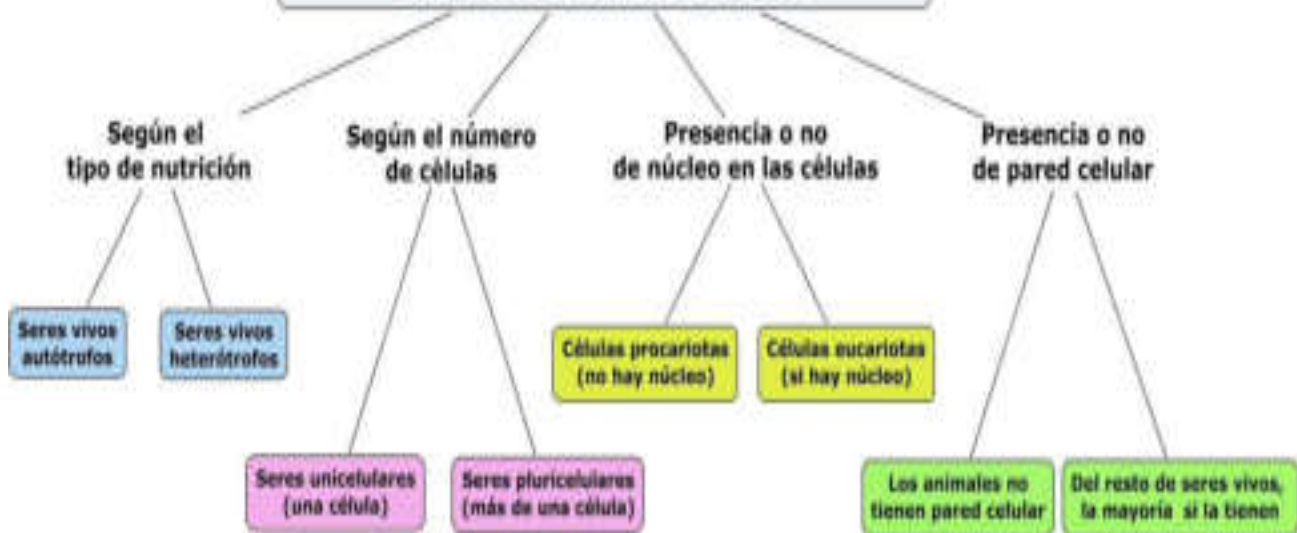 Según el
tipo de nutrición
Según el número
de células
Presencia o no
de núcleo en las células
Presencia o no
de pared celular
Seres vivos
autótrofos
Seres vivos
heterótrofos
Células procariotas
(no hay núcleo)
Células eucariotas
(si hay núcleo)
Seres unicelulares
(una célula)
Seres pluricelulares
(más de una célula)
Los animales no
tienen pared celular
Del resto de seres vivos,
la mayoría si la tienen